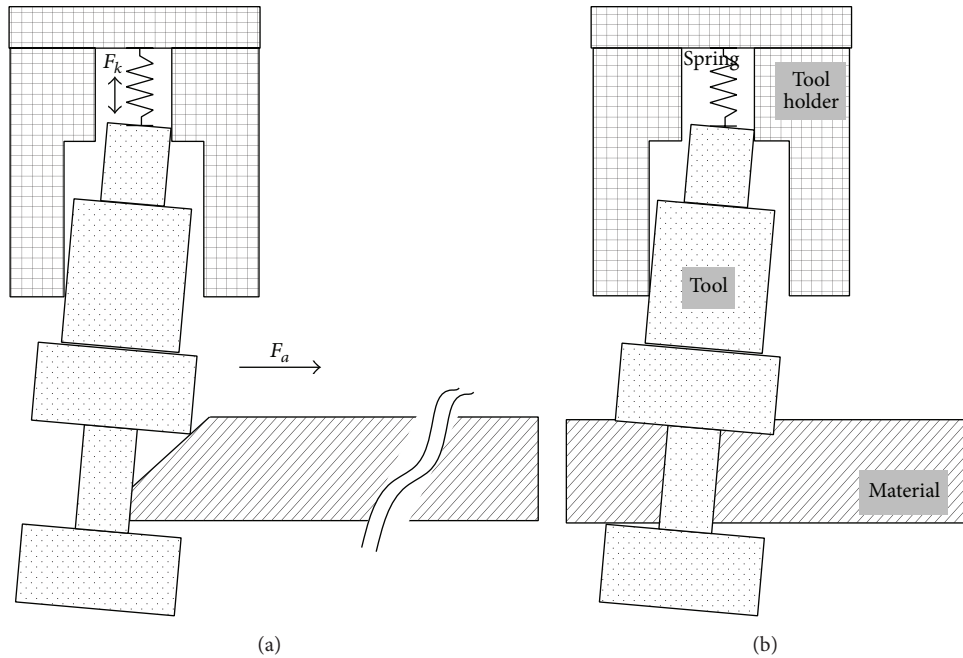 F_k
F_a
(a)
Spring
Tool
holder
Tool
Material
(b)